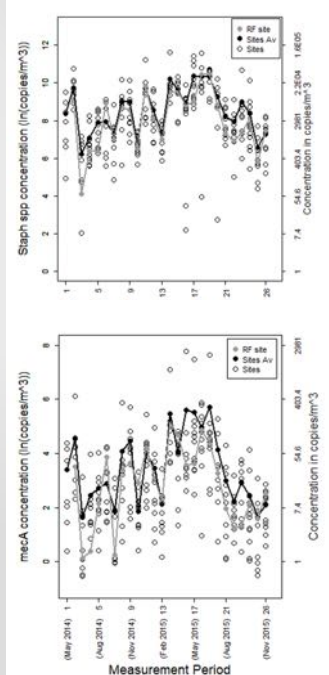 Staph spp concentration (ln(copies/m^3))
12
10
8
6
4
2
0
RF site
Sites Av
Sites
1.6E05
2.2E04
2981
403.4
54.6
7.4
1
Concentration in copies/m^3
1
5
9
13
17
21
26
mecA concentration (ln(copies/m^3))
8
6
4
2
0
RF site
Sites Av
Sites
2981
403.4
54.6
7.4
1
Concentration in copies/m^3
1
5
9
13
17
21
26
(May 2014)
(Aug 2014)
(Nov 2014)
(Feb 2015)
(May 2015)
(Aug 2015)
(Nov 2015)
Measurement Period